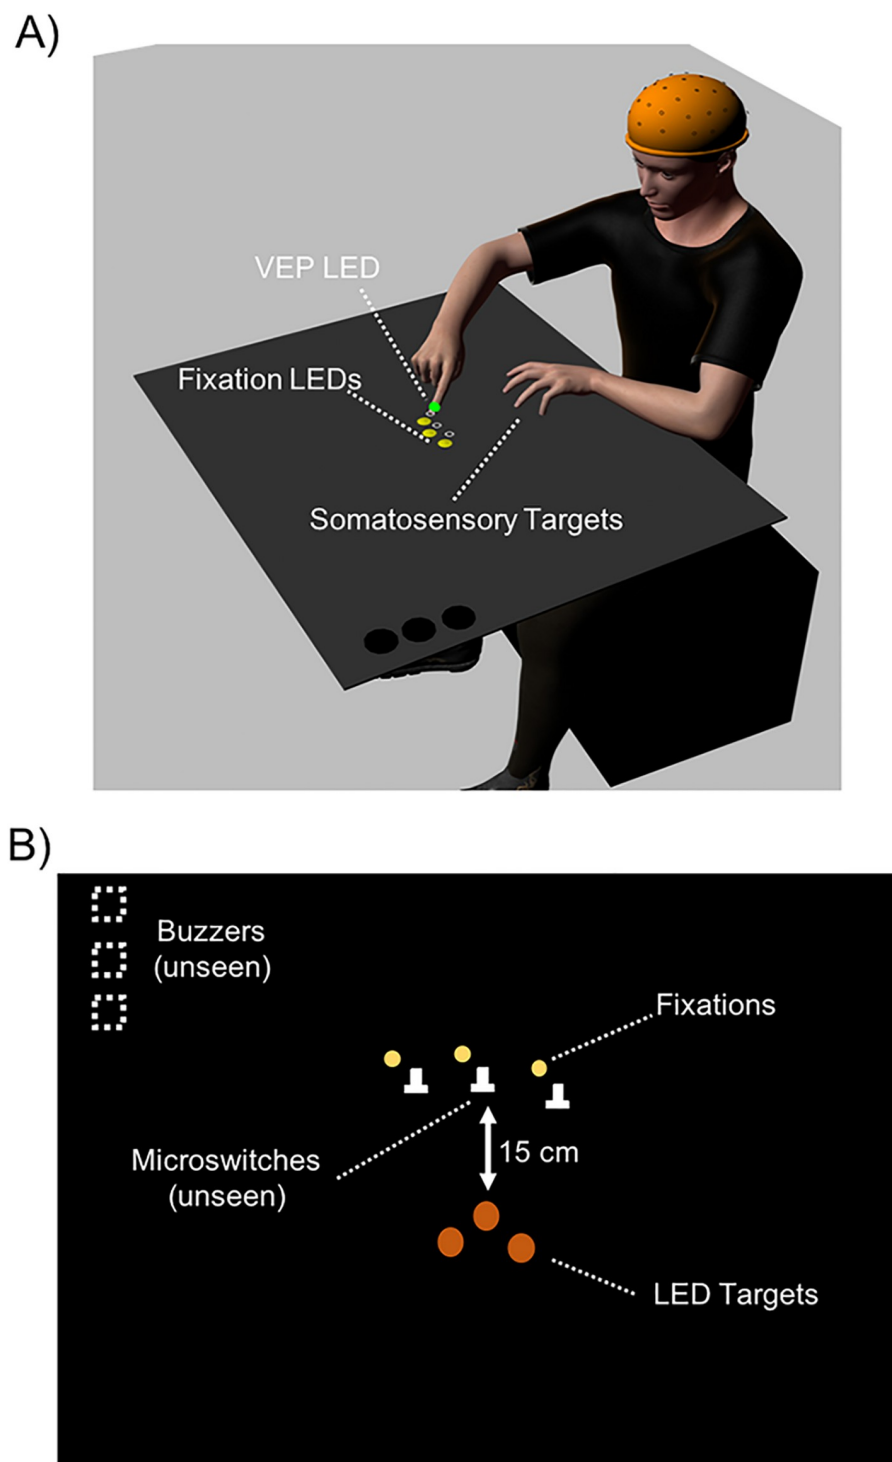 A)
VEP LED
Fixation LEDs
Somatosensory Targets
B)
Buzzers
(unseen)
Fixations
15 cm
Microswitches
(unseen)
LED Targets